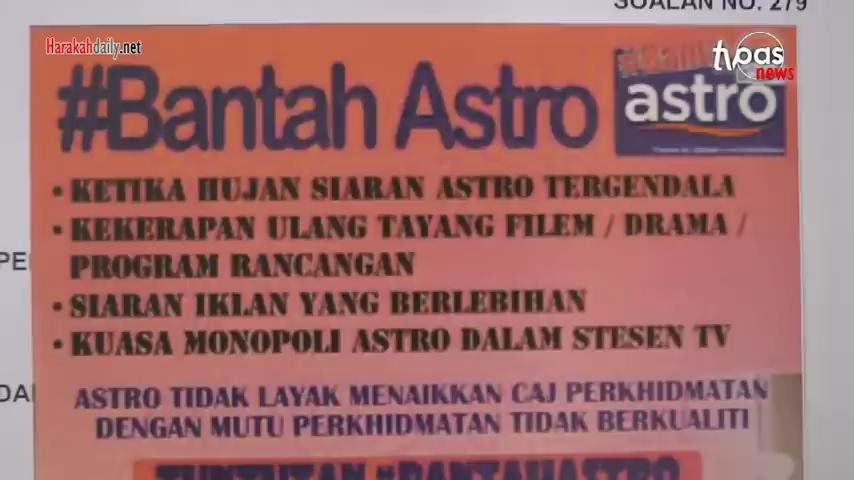 SOALAN NO. 279
Harakahdaily.net
tvpas
news
#Bantah Astro
astro
• KETIKA HUJAN SIARAN ASTRO TERGENDALA
• KEKERAPAN ULANG TAYANG FILEM / DRAMA /
PROGRAM RANCANGAN
• SIARAN IKLAN YANG BERLEBIHAN
• KUASA MONOPOLI ASTRO DALAM STESEN TV
ASTRO TIDAK LAYAK MENAIKKAN CAJ PERKHIDMATAN
DENGAN MUTU PERKHIDMATAN TIDAK BERKUALITI
TUNTUTAN #BANTAHASTRO